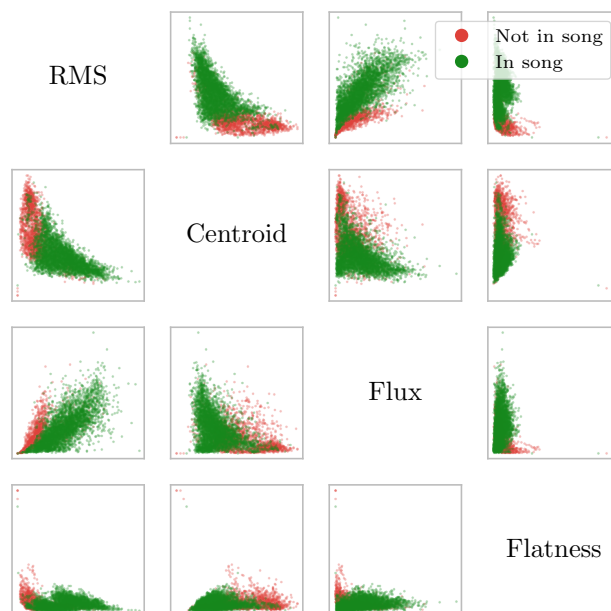 Not in song
In song
RMS
Centroid
Flux
Flatness